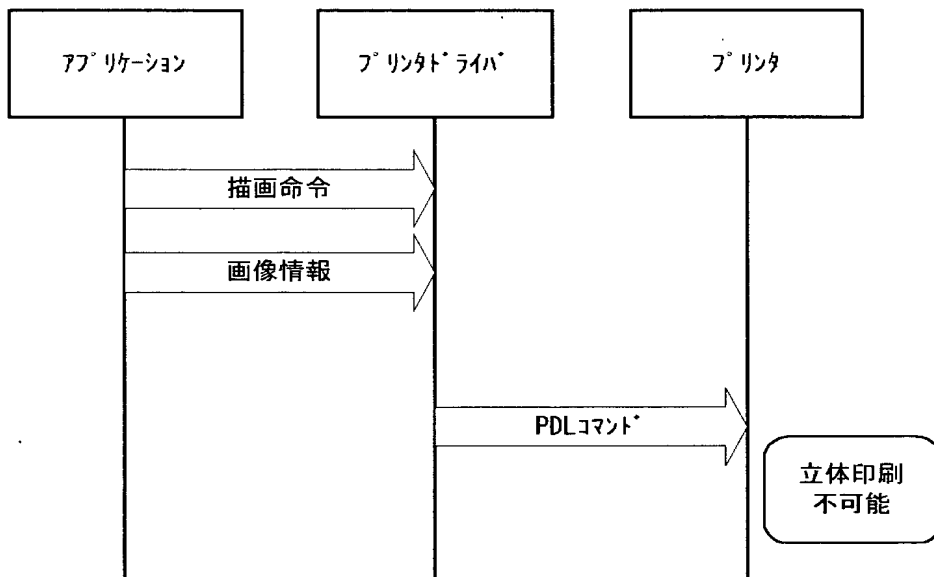 アプリケーション
プリンタドライバ
プリンタ
描画命令
画像情報
PDLコマンド
立体印刷
不可能